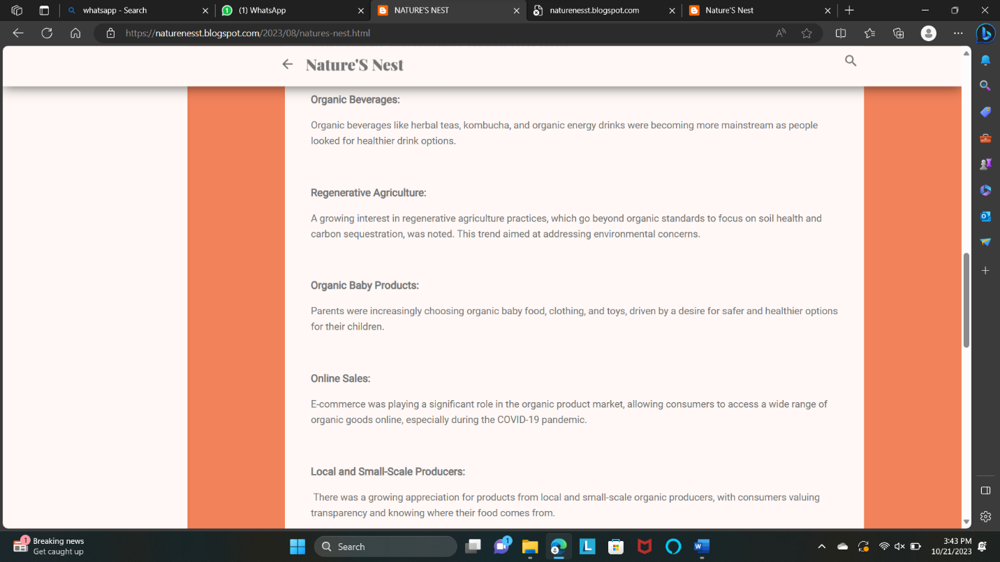 whatsapp - Search
(1) WhatsApp
NATURE'S NEST
naturenesst.blogspot.com
Nature'S Nest
https://naturenesst.blogspot.com/2023/08/natures-nest.html
Nature'S Nest
Organic Beverages:
Organic beverages like herbal teas, kombucha, and organic energy drinks were becoming more mainstream as people
looked for healthier drink options.
Regenerative Agriculture:
A growing interest in regenerative agriculture practices, which go beyond organic standards to focus on soil health and
carbon sequestration, was noted. This trend aimed at addressing environmental concerns.
Organic Baby Products:
Parents were increasingly choosing organic baby food, clothing, and toys, driven by a desire for safer and healthier options
for their children.
Online Sales:
E-commerce was playing a significant role in the organic product market, allowing consumers to access a wide range of
organic goods online, especially during the COVID-19 pandemic.
Local and Small-Scale Producers:
There was a growing appreciation for products from local and small-scale organic producers, with consumers valuing
transparency and knowing where their food comes from.
1
Breaking news
Get caught up
Search
1
L
W
3:43 PM
10/21/2023